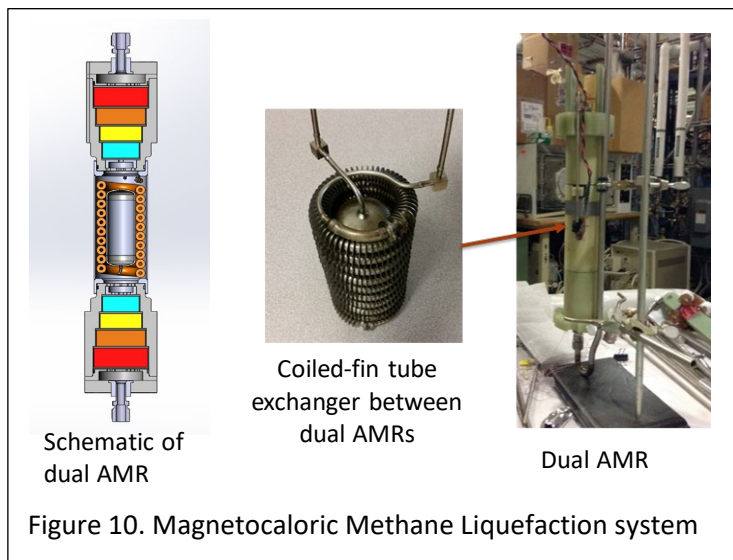 Schematic of
dual AMR
Coiled-fin tube
exchanger between
dual AMRs
Dual AMR
Figure 10. Magnetocaloric Methane Liquefaction system